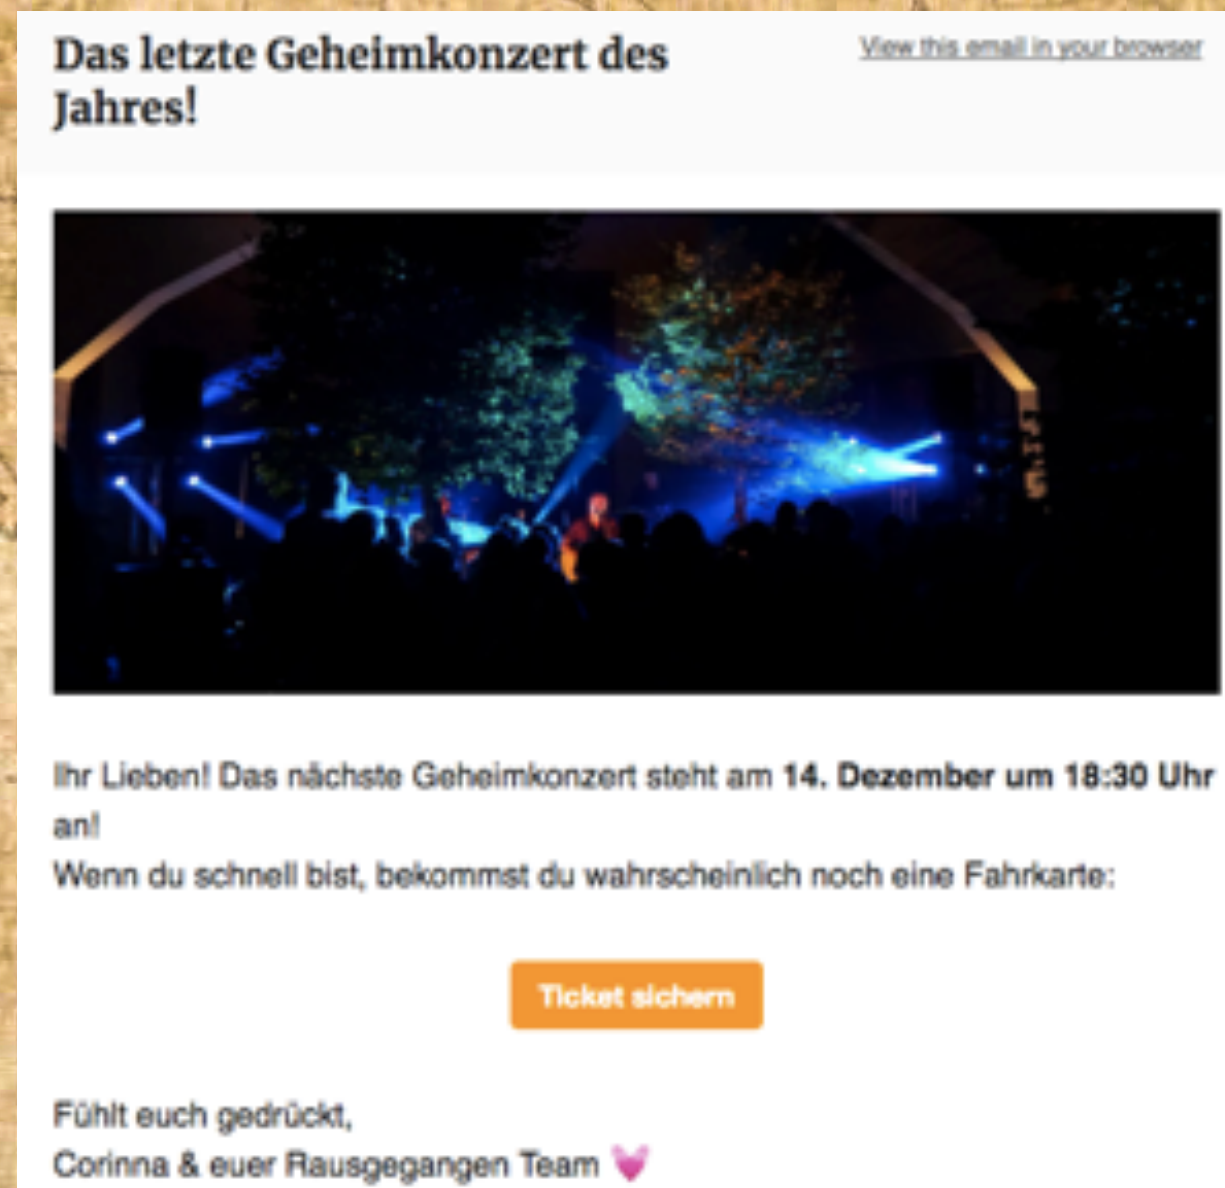 Das letzte Geheimkonzert des
Jahres!
View this email in your browser
Ihr Lieben! Das nächste Geheimkonzert steht am 14. Dezember um 18:30 Uhr
an!
Wenn du schnell bist, bekommst du wahrscheinlich noch eine Fahrkarte:
Ticket sichern
Fühlt euch gedrückt,
Corinna & euer Rausgegangen Team 💗